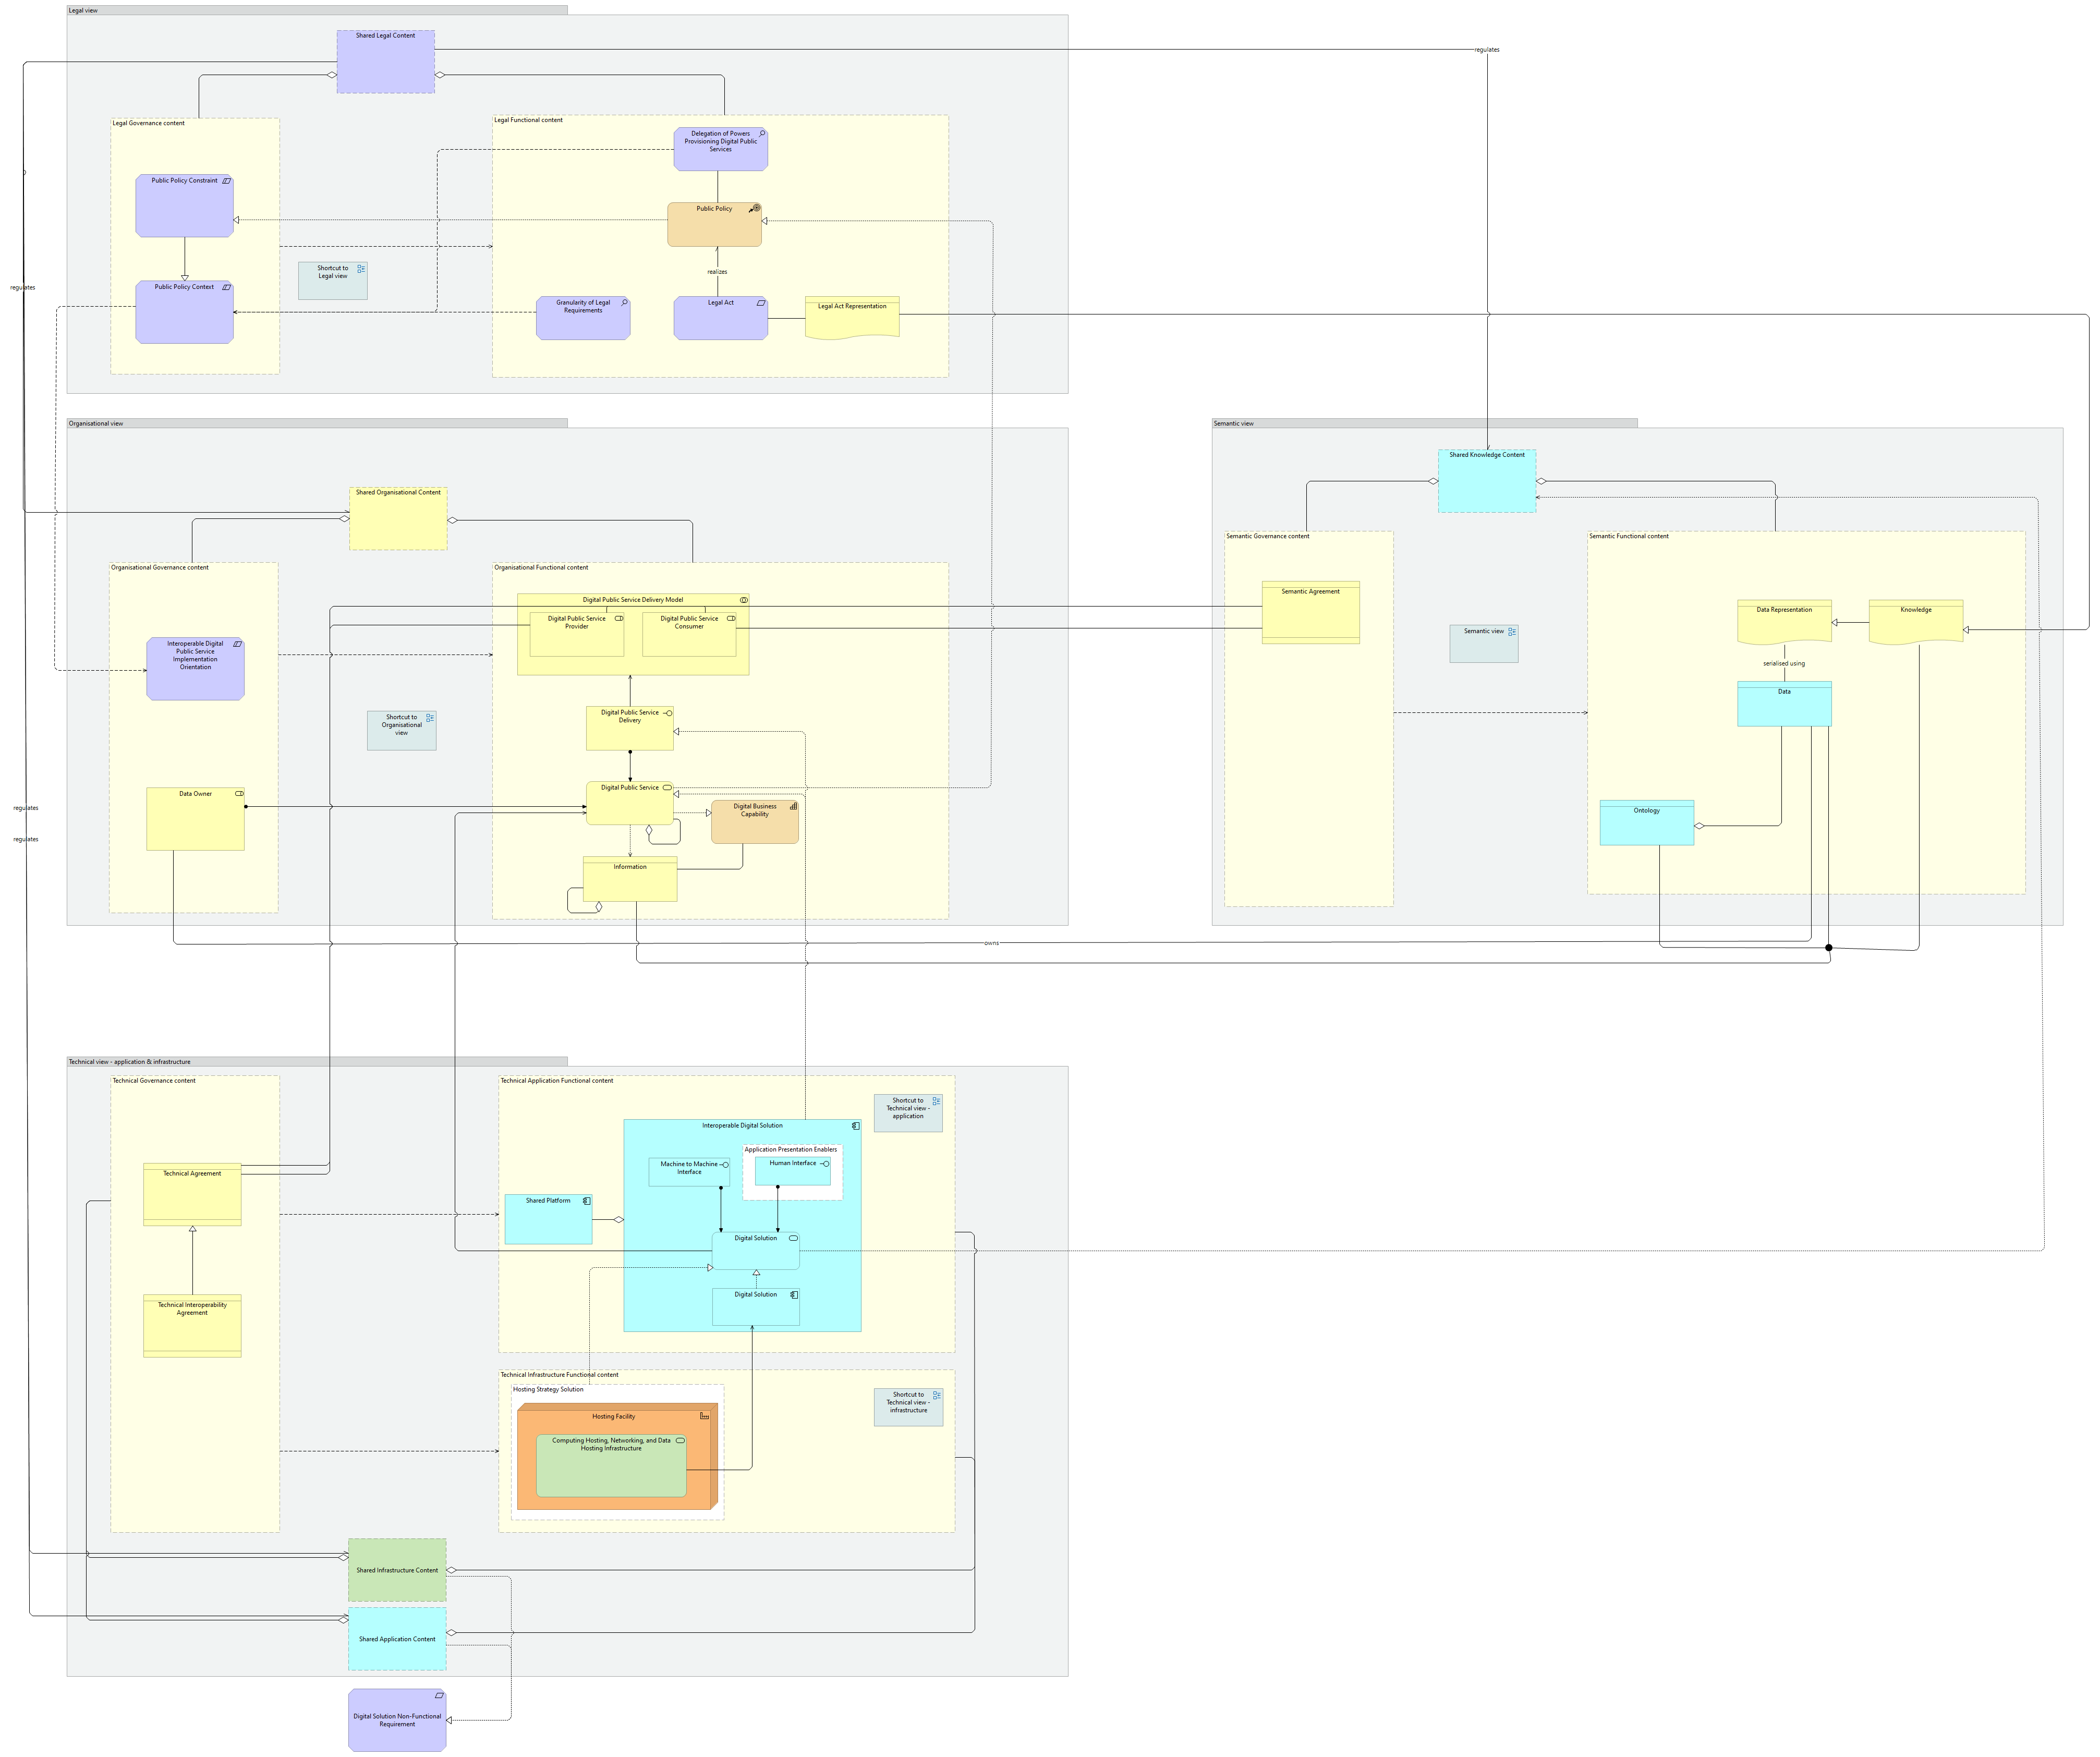 Legal view
Shared Legal Content
regulates
Legal Governance content
Legal Functional content
Delegation of Powers
Provisioning Digital Public
Services
Public Policy Constraint
Public Policy
Shortcut to
Legal view
realizes
Public Policy Context
Granularity of Legal
Requirements
Legal Act
Legal Act Representation
regulates
Organisational view
Semantic view
Shared Knowledge Content
Shared Organisational Content
Semantic Governance content
Semantic Functional content
Organisational Governance content
Organisational Functional content
Semantic Agreement
Digital Public Service Delivery Model
Digital Public Service
Provider
Digital Public Service
Consumer
Data Representation
Knowledge
Semantic view
Interoperable Digital
Public Service
Implementation
Orientation
serialised using
Data
Shortcut to
Organisational
view
Digital Public Service
Delivery
Data Owner
Digital Public Service
Digital Business
Capability
regulates
Ontology
regulates
Information
owns
Technical view - application & infrastructure
Technical Governance content
Technical Application Functional content
Shortcut to
Technical view -
application
Interoperable Digital Solution
Application Presentation Enablers
Machine to Machine
Interface
Human Interface
Technical Agreement
Shared Platform
Digital Solution
Digital Solution
Technical Interoperability
Agreement
Technical Infrastructure Functional content
Hosting Strategy Solution
Shortcut to
Technical view -
infrastructure
Hosting Facility
Computing Hosting, Networking, and Data
Hosting Infrastructure
Shared Infrastructure Content
Shared Application Content
Digital Solution Non-Functional
Requirement